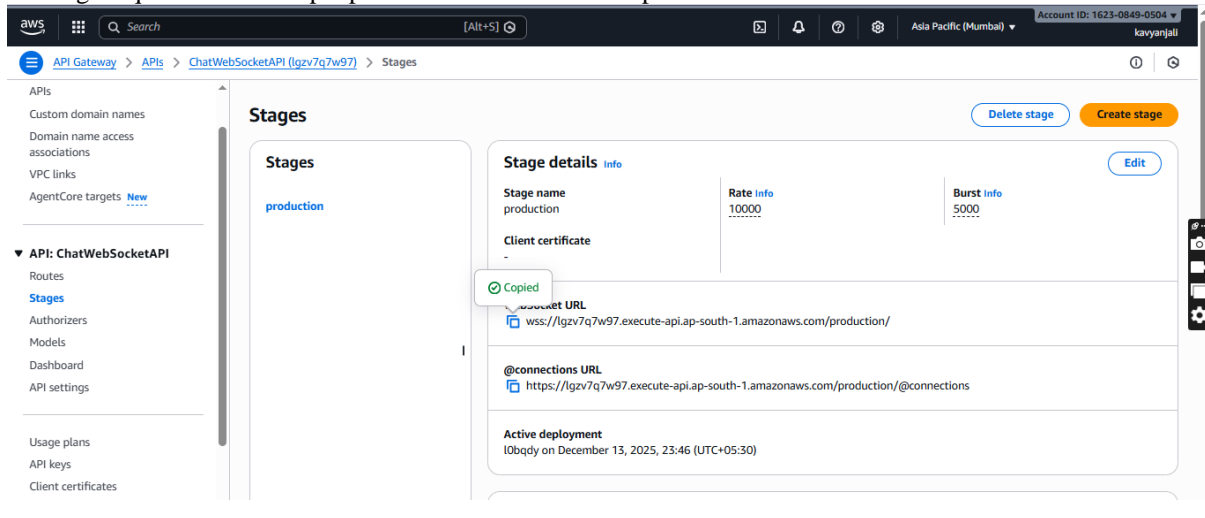 aws
Search
[Alt+S]
Asia Pacific (Mumbai)
Account ID: 1623-0849-0504
kavyanjali
API Gateway > APIs > ChatWebSocketAPI (lgzv7q7w97) > Stages
APIs
Custom domain names
Domain name access
associations
VPC links
AgentCore targets New
API: ChatWebSocketAPI
Routes
Stages
Authorizers
Models
Dashboard
API settings
Usage plans
API keys
Client certificates
Stages
Delete stage
Create stage
Stages
production
Stage details Info
Edit
Stage name
production
Rate Info
10000
Burst Info
5000
Client certificate
-
Copied
URL
wss://lgzv7q7w97.execute-api.ap-south-1.amazonaws.com/production/
@connections URL
https://lgzv7q7w97.execute-api.ap-south-1.amazonaws.com/production/@connections
Active deployment
l0bqdy on December 13, 2025, 23:46 (UTC+05:30)